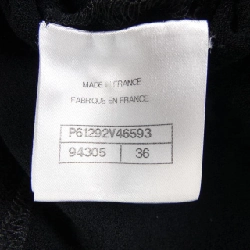 MADE IN FRANCE
FABRIQUE EN FRANCE
P61292V46593
94305 36